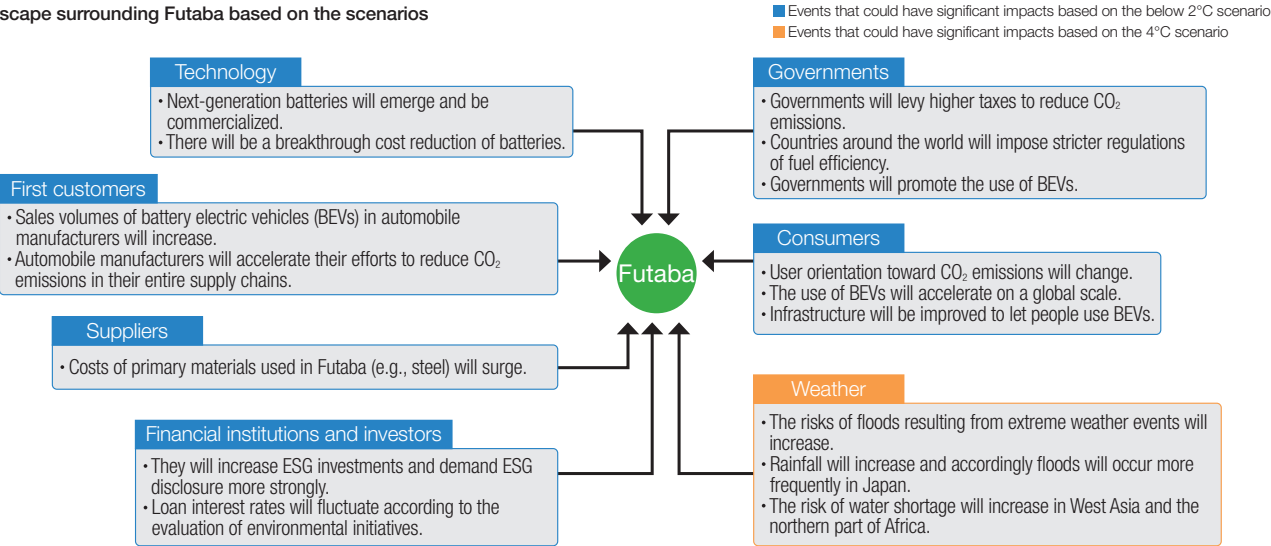 scape surrounding Futaba based on the scenarios
Events that could have significant impacts based on the below 2°C scenario
Events that could have significant impacts based on the 4°C scenario
Technology
• Next-generation batteries will emerge and be
commercialized.
• There will be a breakthrough cost reduction of batteries.
Governments
• Governments will levy higher taxes to reduce CO₂
emissions.
• Countries around the world will impose stricter regulations
of fuel efficiency.
• Governments will promote the use of BEVs.
First customers
• Sales volumes of battery electric vehicles (BEVs) in automobile
manufacturers will increase.
• Automobile manufacturers will accelerate their efforts to reduce CO₂
emissions in their entire supply chains.
Futaba
Consumers
• User orientation toward CO₂ emissions will change.
• The use of BEVs will accelerate on a global scale.
• Infrastructure will be improved to let people use BEVs.
Suppliers
• Costs of primary materials used in Futaba (e.g., steel) will surge.
Financial institutions and investors
• They will increase ESG investments and demand ESG
disclosure more strongly.
• Loan interest rates will fluctuate according to the
evaluation of environmental initiatives.
Weather
• The risks of floods resulting from extreme weather events will
increase.
• Rainfall will increase and accordingly floods will occur more
frequently in Japan.
• The risk of water shortage will increase in West Asia and the
northern part of Africa.